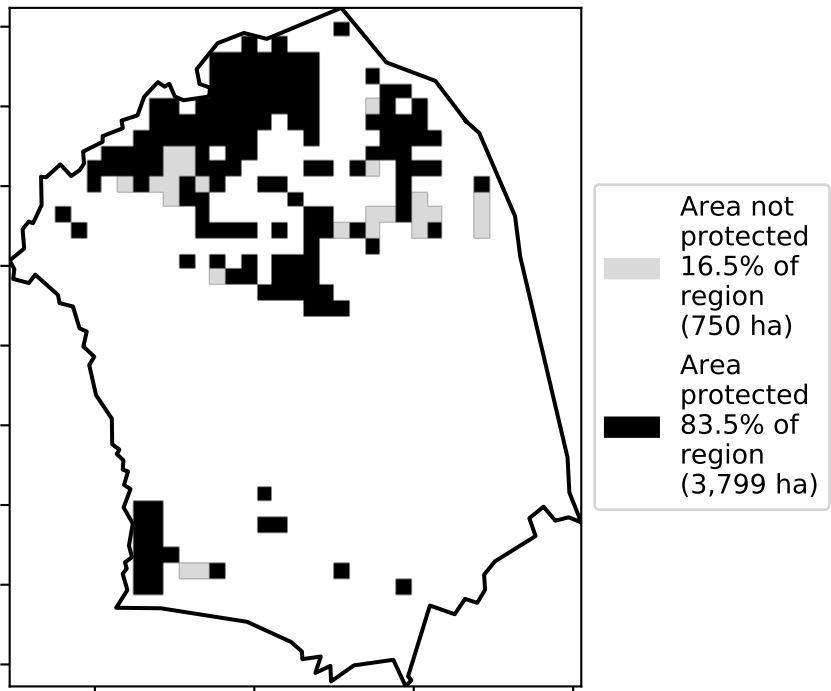 Area not
protected
16.5% of
region
(750 ha)
Area
protected
83.5% of
region
(3,799 ha)